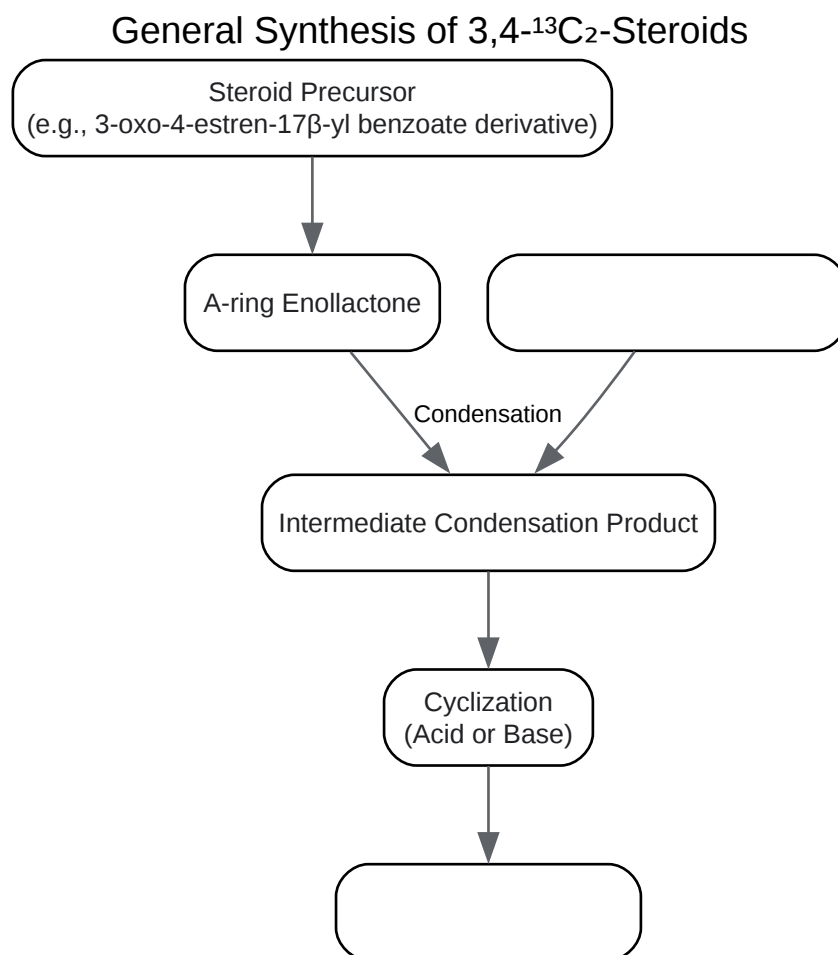 General Synthesis of 3,4-¹³C₂-Steroids
Steroid Precursor
(e.g., 3-oxo-4-estren-17β-yl benzoate derivative)
A-ring Enollactone
Condensation
Intermediate Condensation Product
Cyclization
(Acid or Base)